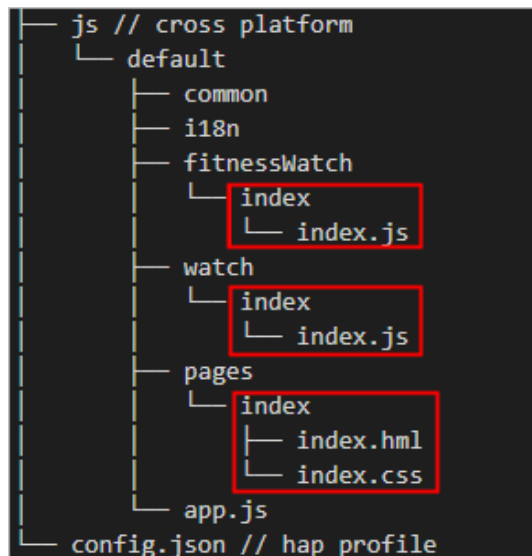 ├── js // cross platform
│   └── default
│       ├── common
│       ├── i18n
│       ├── fitnessWatch
│       │   └── index
│       │       └── index.js
│       ├── watch
│       │   └── index
│       │       └── index.js
│       ├── pages
│       │   └── index
│       │       ├── index.hml
│       │       └── index.css
│       └── app.js
└── config.json // hap profile